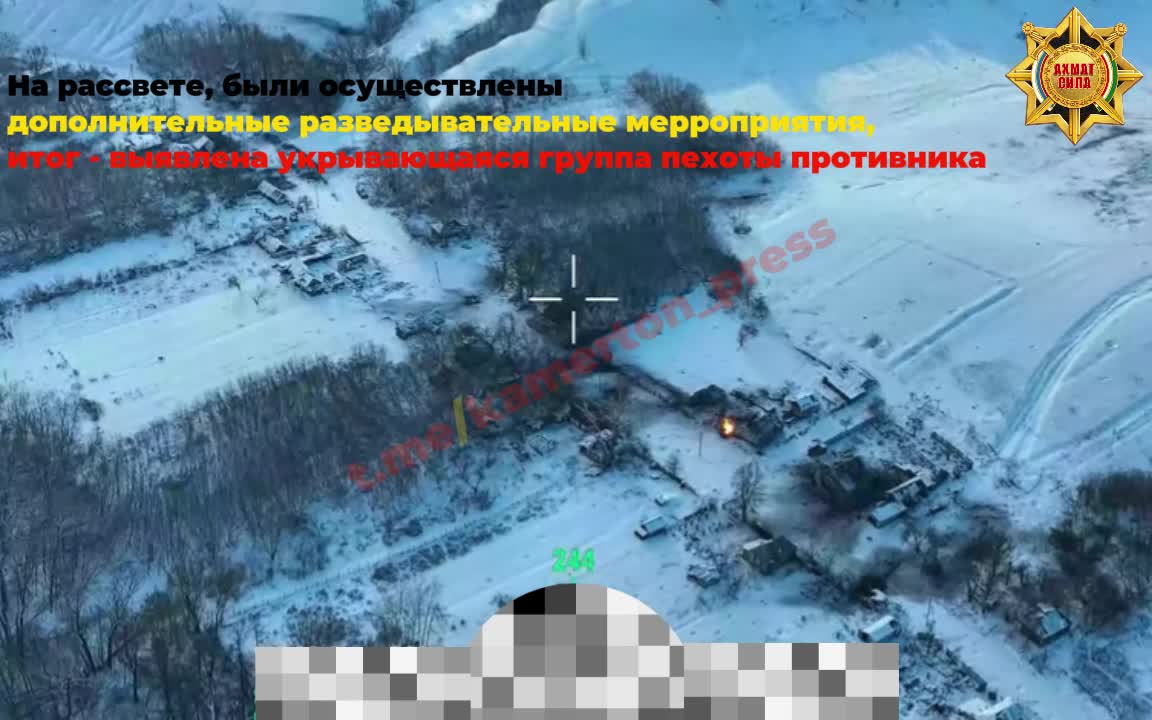 На рассвете, были осуществлены
дополнительные разведывательные мерроприятия,
итог - выявлена укрывающаяся группа пехоты противника
АХМАТ
СИЛА
t.me/kamerton_press
244